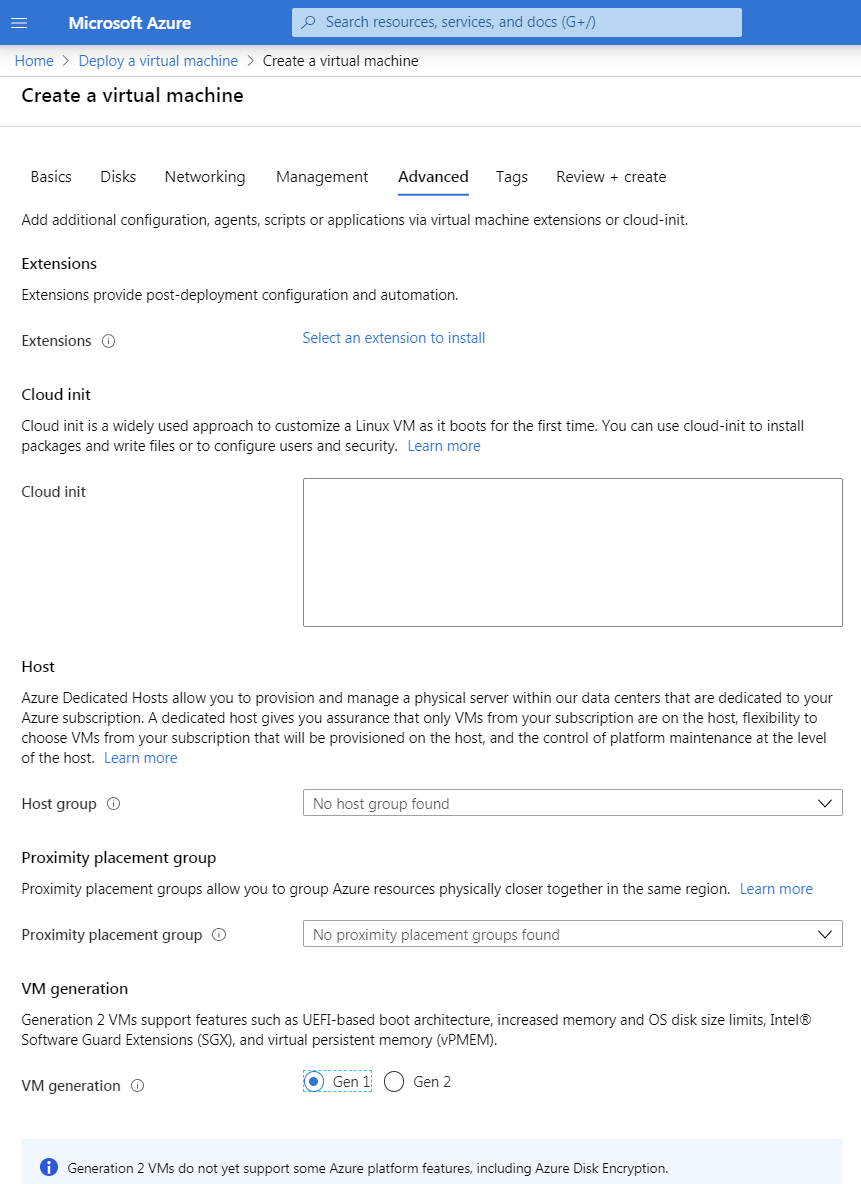 Microsoft Azure
Search resources, services, and docs (G+/)
Home > Deploy a virtual machine > Create a virtual machine
Create a virtual machine
Basics Disks Networking Management Advanced Tags Review + create
Add additional configuration, agents, scripts or applications via virtual machine extensions or cloud-init.
Extensions
Extensions provide post-deployment configuration and automation.
Extensions
Select an extension to install
Cloud init
Cloud init is a widely used approach to customize a Linux VM as it boots for the first time. You can use cloud-init to install
packages and write files or to configure users and security. Learn more
Cloud init
Host
Azure Dedicated Hosts allow you to provision and manage a physical server within our data centers that are dedicated to your
Azure subscription. A dedicated host gives you assurance that only VMs from your subscription are on the host, flexibility to
choose VMs from your subscription that will be provisioned on the host, and the control of platform maintenance at the level
of the host. Learn more
Host group
No host group found
Proximity placement group
Proximity placement groups allow you to group Azure resources physically closer together in the same region. Learn more
Proximity placement group
No proximity placement groups found
VM generation
Generation 2 VMs support features such as UEFI-based boot architecture, increased memory and OS disk size limits, Intel®
Software Guard Extensions (SGX), and virtual persistent memory (vPMEM).
VM generation
Gen 1 Gen 2
Generation 2 VMs do not yet support some Azure platform features, including Azure Disk Encryption.